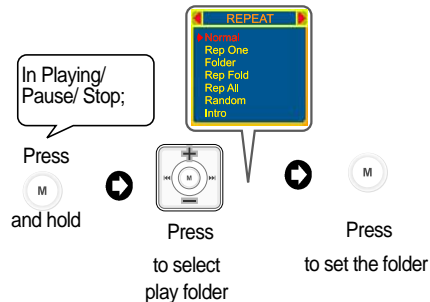 REPEAT
Normal
Rep One
Folder
Rep Fold
Rep All
Random
Intro
In Playing/
Pause/ Stop;
Press
M
and hold
M
Press
to select
play folder
M
Press
to set the folder